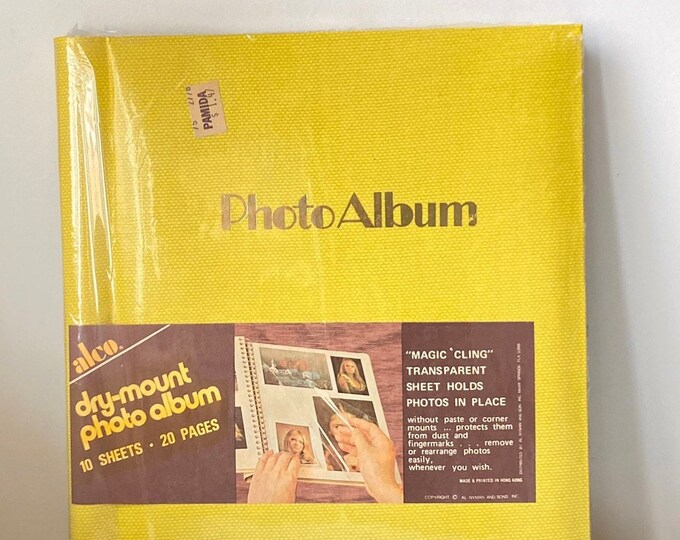 PAMIDA
$ 1.47
PhotoAlbum
alco.
dry-mount
photo album
10 SHEETS • 20 PAGES
"MAGIC 'CLING"
TRANSPARENT
SHEET HOLDS
PHOTOS IN PLACE
without paste or corner
mounts ... protects them
from dust and
fingermarks . . . remove
or rearrange photos
easily,
whenever you wish.
MADE & PRINTED IN HONG KONG
COPYRIGHT © AL NYMAN AND SONS, INC.